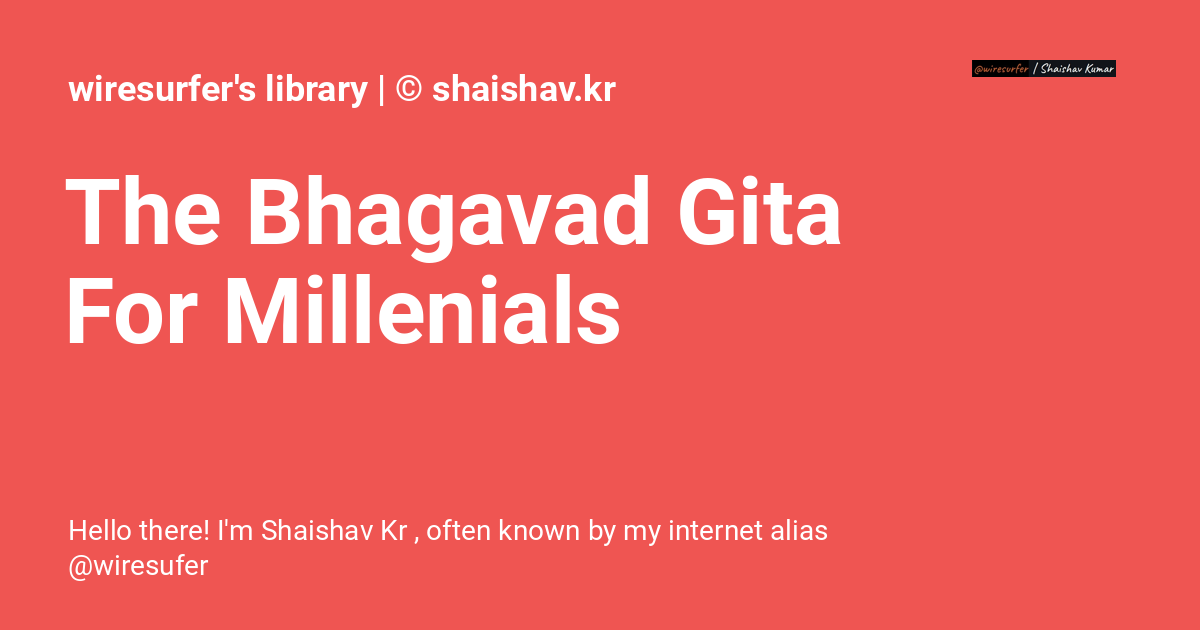 wiresurfer's library | © shaishav.kr
@wiresurfer | Shaishav Kumar
The Bhagavad Gita
For Millenials
Hello there! I'm Shaishav Kr , often known by my internet alias
@wiresufer